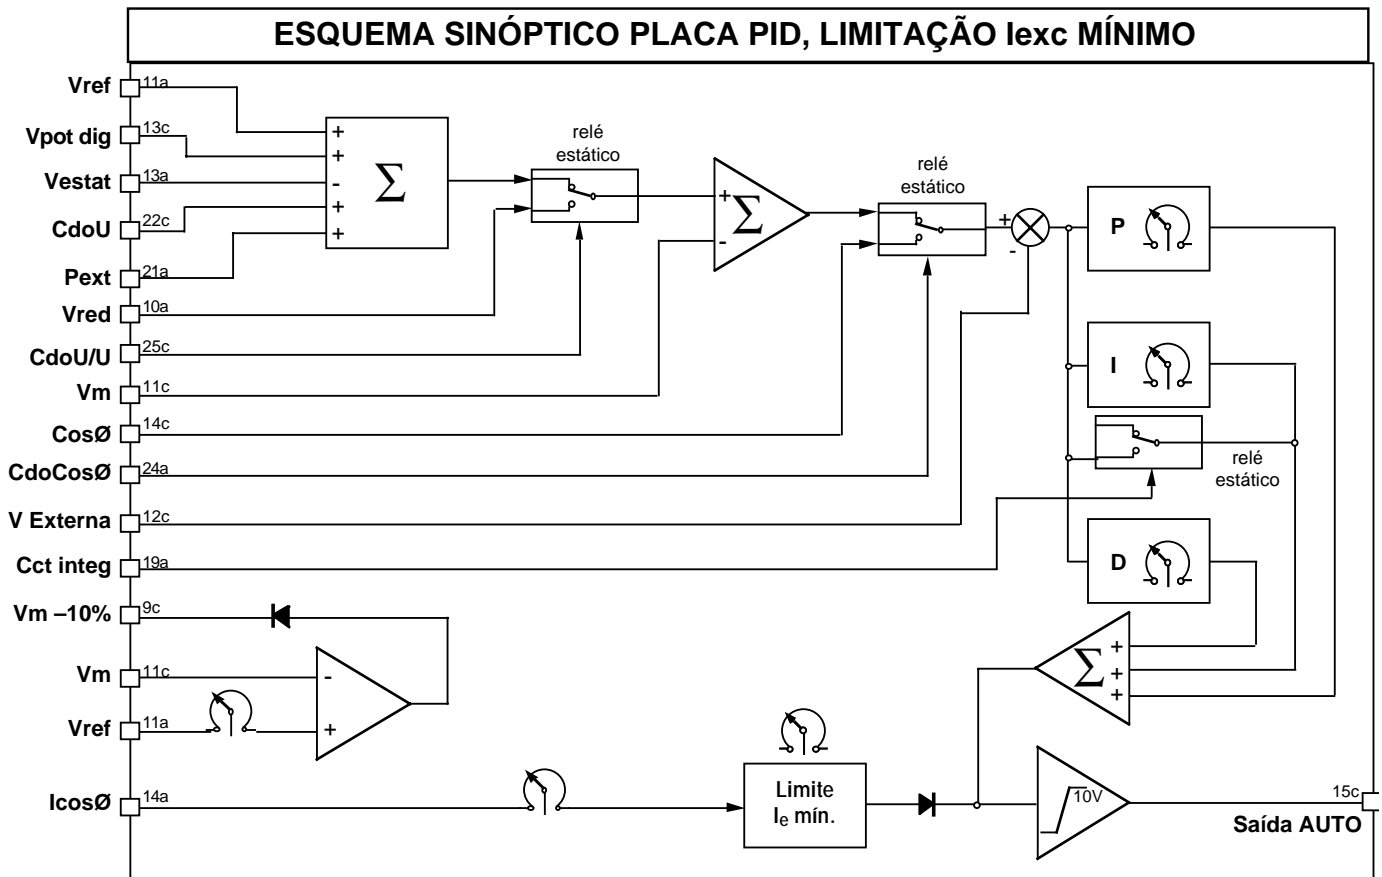 ESQUEMA SINÓPTICO PLACA PID, LIMITAÇÃO Iexc MÍNIMO
Vref 11a
Vpot dig 13c
Vestat 13a
CdoU 22c
Pext 21a
Vred 10a
CdoU/U 25c
Vm 11c
CosØ 14c
CdoCosØ 24a
V Externa 12c
Cct integ 19a
Vm –10% 9c
Vm 11c
Vref 11a
IcosØ 14a
+
+
-
+
+
Σ
relé
estático
+
-
Σ
relé
estático
+
-
P
I
relé
estático
D
Σ
+
+
+
-
+
Limite
Ie mín.
10V
15c
Saída AUTO